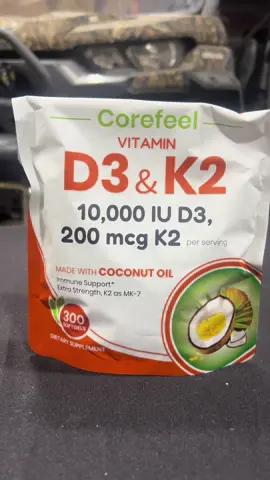 Corefeel
VITAMIN
D3 & K2
10,000 IU D3,
200 mcg K2 per serving
MADE WITH COCONUT OIL
Immune Support*
Extra Strength, K2 as MK-7
300
SOFTGELS
DIETARY SUPPLEMENT